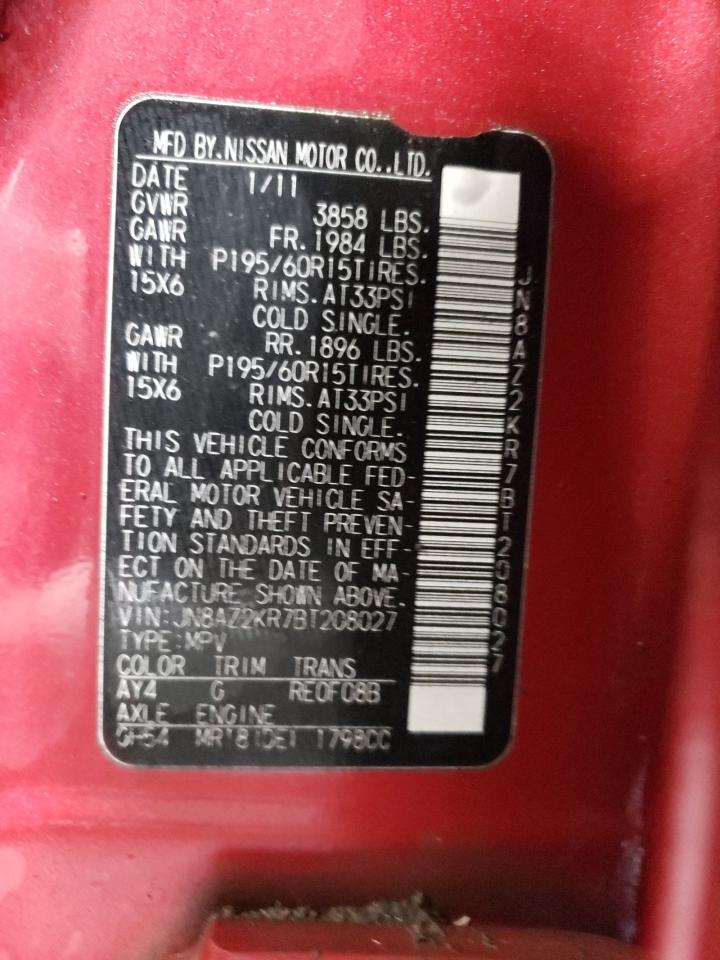 MFD BY.NISSAN MOTOR CO.,LTD.
DATE 1/11
GVWR 3858 LBS.
GAWR FR.1984 LBS.
WITH P195/60R15TIRES.
15X6 RIMS.AT33PSI
COLD SINGLE.
GAWR RR.1896 LBS.
WITH P195/60R15TIRES.
15X6 RIMS.AT33PSI
COLD SINGLE.
THIS VEHICLE CONFORMS
TO ALL APPLICABLE FED-
ERAL MOTOR VEHICLE SA-
FETY AND THEFT PREVEN-
TION STANDARDS IN EFF-
ECT ON THE DATE OF MA-
NUFACTURE SHOWN ABOVE.
VIN:JN8AZ2KR7BT208027
TYPE:MPV
COLOR TRIM TRANS
AY4 G RE0F08B
AXLE ENGINE
GH54 MR18(DE) 1798CC
JN8AZ2KR7BT208027